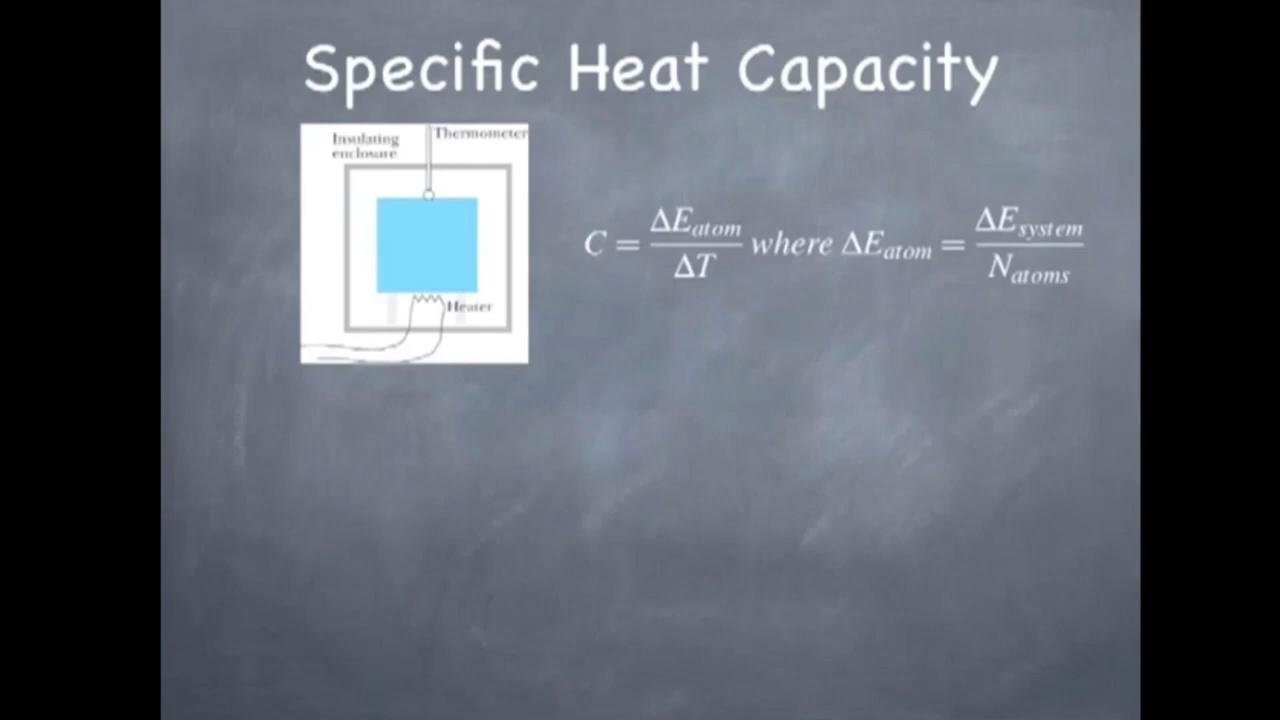 Specific Heat Capacity
Insulating enclosure
Thermometer
Heater
C = ΔE_atom / ΔT where ΔE_atom = ΔE_system / N_atoms